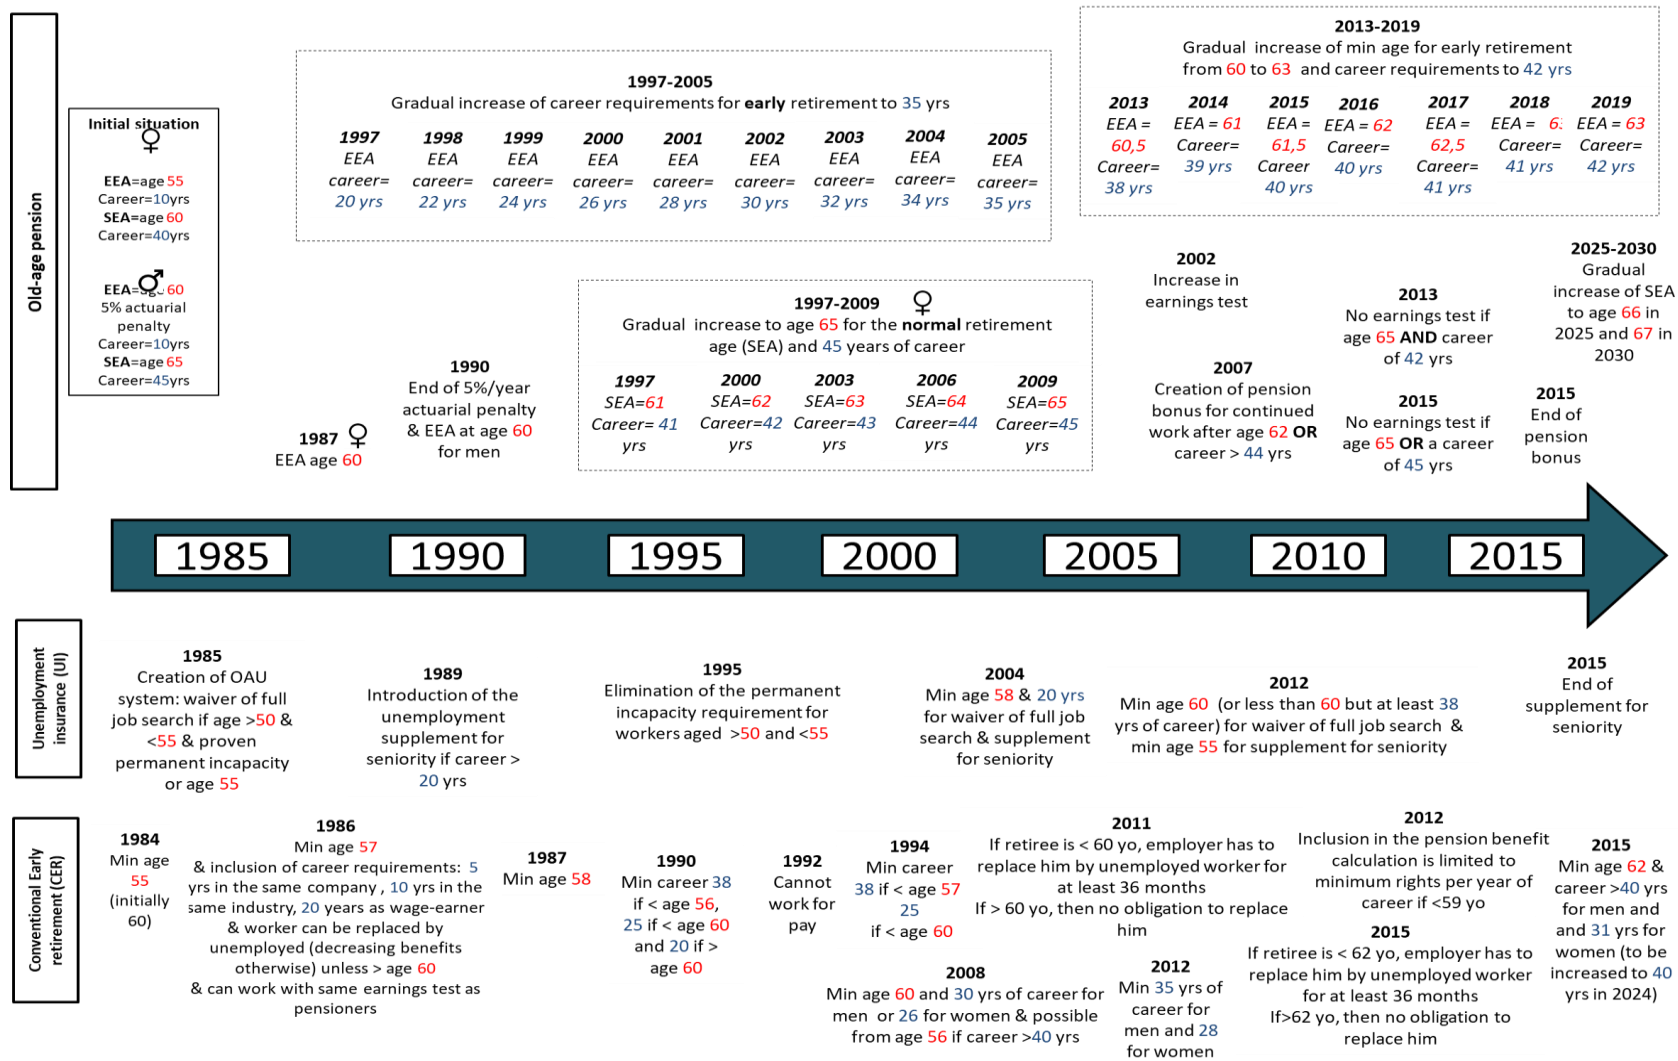 Old-age pension
Initial situation
EEA=age 55
Career=10yrs
SEA=age 60
Career=40yrs
60
5% actuarial
penalty
Career=10yrs
SEA=age 65
Career=45yrs
1997-2005
Gradual increase of career requirements for early retirement to 35 yrs
1997
EEA
career=
20 yrs
1998
EEA
career=
22 yrs
1999
EEA
career=
24 yrs
2000
EEA
career=
26 yrs
2001
EEA
career=
28 yrs
2002
EEA
career=
30 yrs
2003
EEA
career=
32 yrs
2004
EEA
career=
34 yrs
2005
EEA
career=
35 yrs
2013-2019
Gradual increase of min age for early retirement
from 60 to 63 and career requirements to 42 yrs
2013
EEA =
60,5
Career=
38 yrs
2014
EEA = 61
Career=
39 yrs
2015
EEA =
61,5
Career
40 yrs
2016
EEA = 62
Career=
40 yrs
2017
EEA =
62,5
Career=
41 yrs
2018
EEA =
Career=
41 yrs
2019
EEA = 63
Career=
42 yrs
1987
EEA age 60
1990
End of 5%/year
actuarial penalty
& EEA at age 60
for men
1997-2009
Gradual increase to age 65 for the normal retirement
age (SEA) and 45 years of career
1997
SEA=61
Career= 41
yrs
2000
SEA=62
Career=42
yrs
2003
SEA=63
Career=43
yrs
2006
SEA=64
Career=44
yrs
2009
SEA=65
Career=45
yrs
2002
Increase in
earnings test
2007
Creation of pension
bonus for continued
work after age 62 OR
career > 44 yrs
2013
No earnings test if
age 65 AND career
of 42 yrs
2015
No earnings test if
age 65 OR a career
of 45 yrs
2025-2030
Gradual
increase of SEA
to age 66 in
2025 and 67 in
2030
2015
End of
pension
bonus
1985
1990
1995
2000
2005
2010
2015
Unemployment
insurance (UI)
1985
Creation of OAU
system: waiver of full
job search if age >50 &
<55 & proven
permanent incapacity
or age 55
1989
Introduction of the
unemployment
supplement for
seniority if career >
20 yrs
1995
Elimination of the permanent
incapacity requirement for
workers aged >50 and <55
2004
Min age 58 & 20 yrs
for waiver of full job
search & supplement
for seniority
2012
Min age 60 (or less than 60 but at least 38
yrs of career) for waiver of full job search &
min age 55 for supplement for seniority
2015
End of
supplement for
seniority
Conventional Early
retirement (CER)
1984
Min age
55
(initially
60)
1986
Min age 57
& inclusion of career requirements: 5
yrs in the same company , 10 yrs in the
same industry, 20 years as wage-earner
& worker can be replaced by
unemployed (decreasing benefits
otherwise) unless > age 60
& can work with same earnings test as
pensioners
1987
Min age 58
1990
Min career 38
if < age 56,
25 if < age 60
and 20 if >
age 60
1992
Cannot
work for
pay
1994
Min career
38 if < age 57
25
if < age 60
2008
Min age 60 and 30 yrs of career for
men or 26 for women & possible
from age 56 if career >40 yrs
2011
If retiree is < 60 yo, employer has to
replace him by unemployed worker for
at least 36 months
If > 60 yo, then no obligation to replace
him
2012
Min 35 yrs of
career for
men and 28
for women
2012
Inclusion in the pension benefit
calculation is limited to
minimum rights per year of
career if <59 yo
2015
If retiree is < 62 yo, employer has to
replace him by unemployed worker
for at least 36 months
If>62 yo, then no obligation to
replace him
2015
Min age 62 &
career >40 yrs
for men and
and 31 yrs for
women (to be
increased to 40
yrs in 2024)